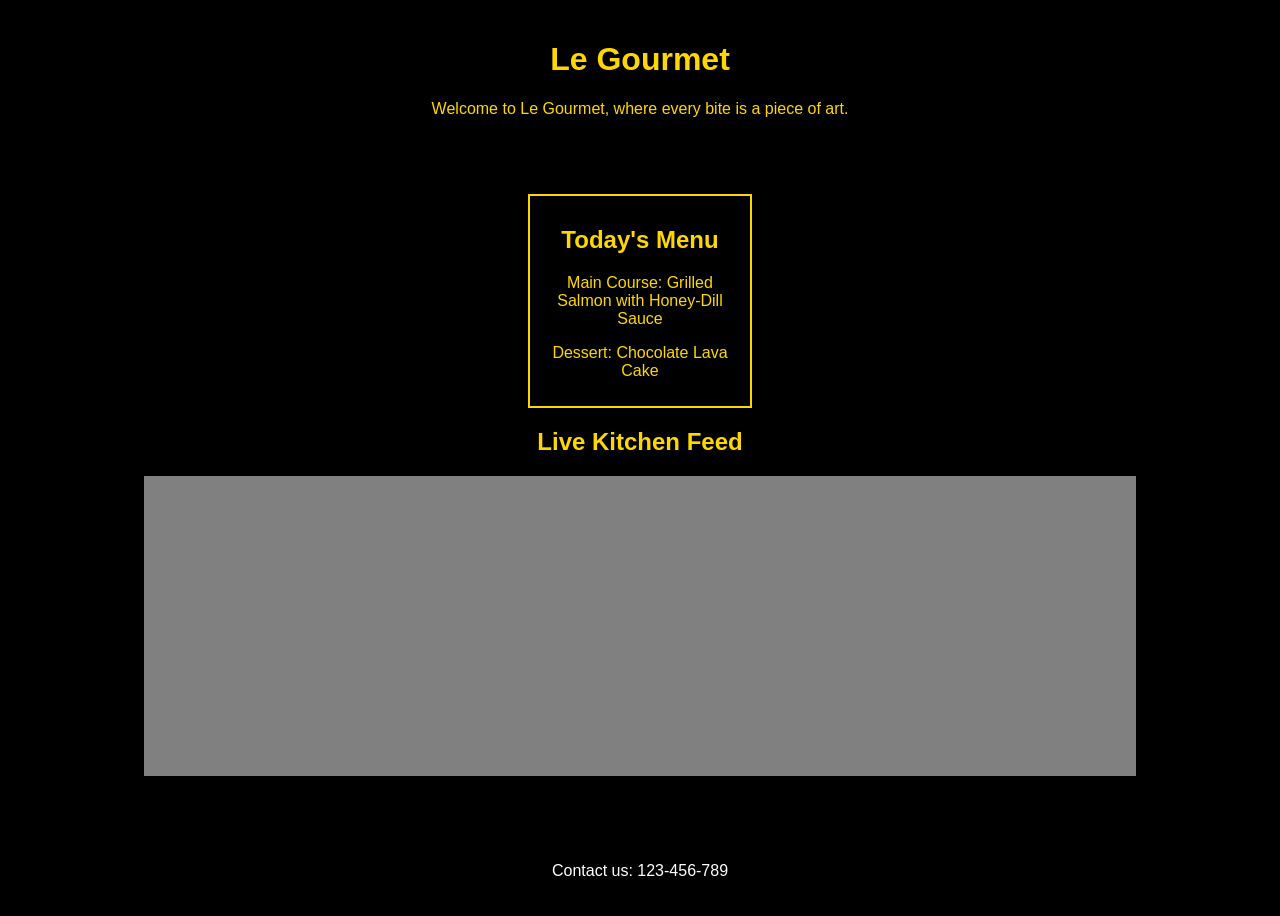 Le Gourmet
Welcome to Le Gourmet, where every bite is a piece of art.
Today's Menu
Main Course: Grilled
Salmon with Honey-Dill
Sauce
Dessert: Chocolate Lava
Cake
Live Kitchen Feed
Contact us: 123-456-789